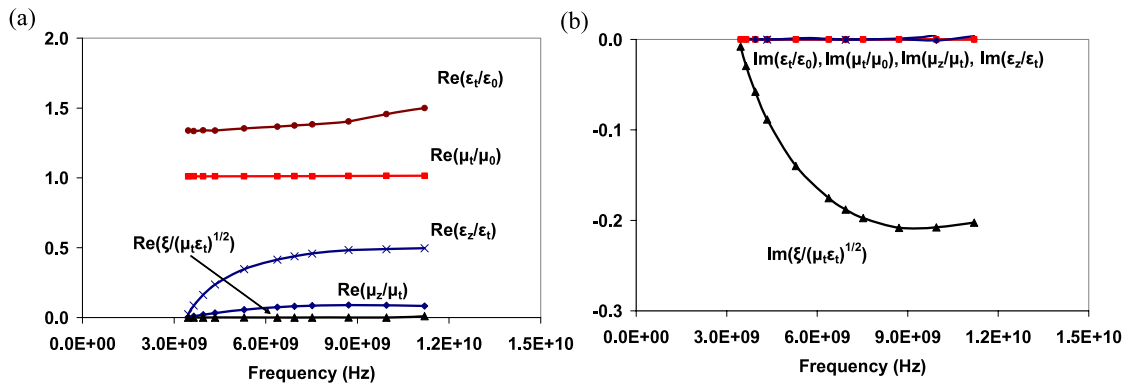 (a)
2.0
1.5
1.0
0.5
0.0
Re(εt/ε0)
Re(μt/μ0)
Re(εz/εt)
Re(ξ/(μtεt)1/2)
Re(μz/μt)
0.0E+00 3.0E+09 6.0E+09 9.0E+09 1.2E+10 1.5E+10
Frequency (Hz)
(b)
0.0
-0.1
-0.2
-0.3
Im(εt/ε0), Im(μt/μ0), Im(μz/μt), Im(εz/εt)
Im(ξ/(μtεt)1/2)
0.0E+00 3.0E+09 6.0E+09 9.0E+09 1.2E+10 1.5E+10
Frequency (Hz)